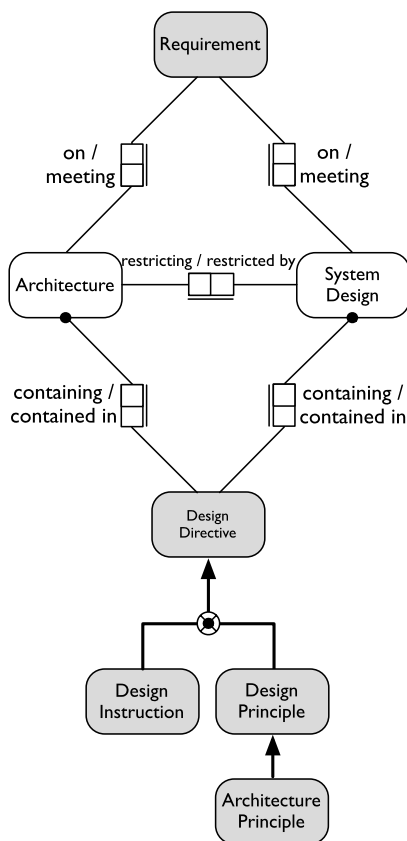 Requirement
on /
meeting
on /
meeting
restricting / restricted by
Architecture
System
Design
containing /
contained in
containing /
contained in
Design
Directive
Design
Instruction
Design
Principle
Architecture
Principle